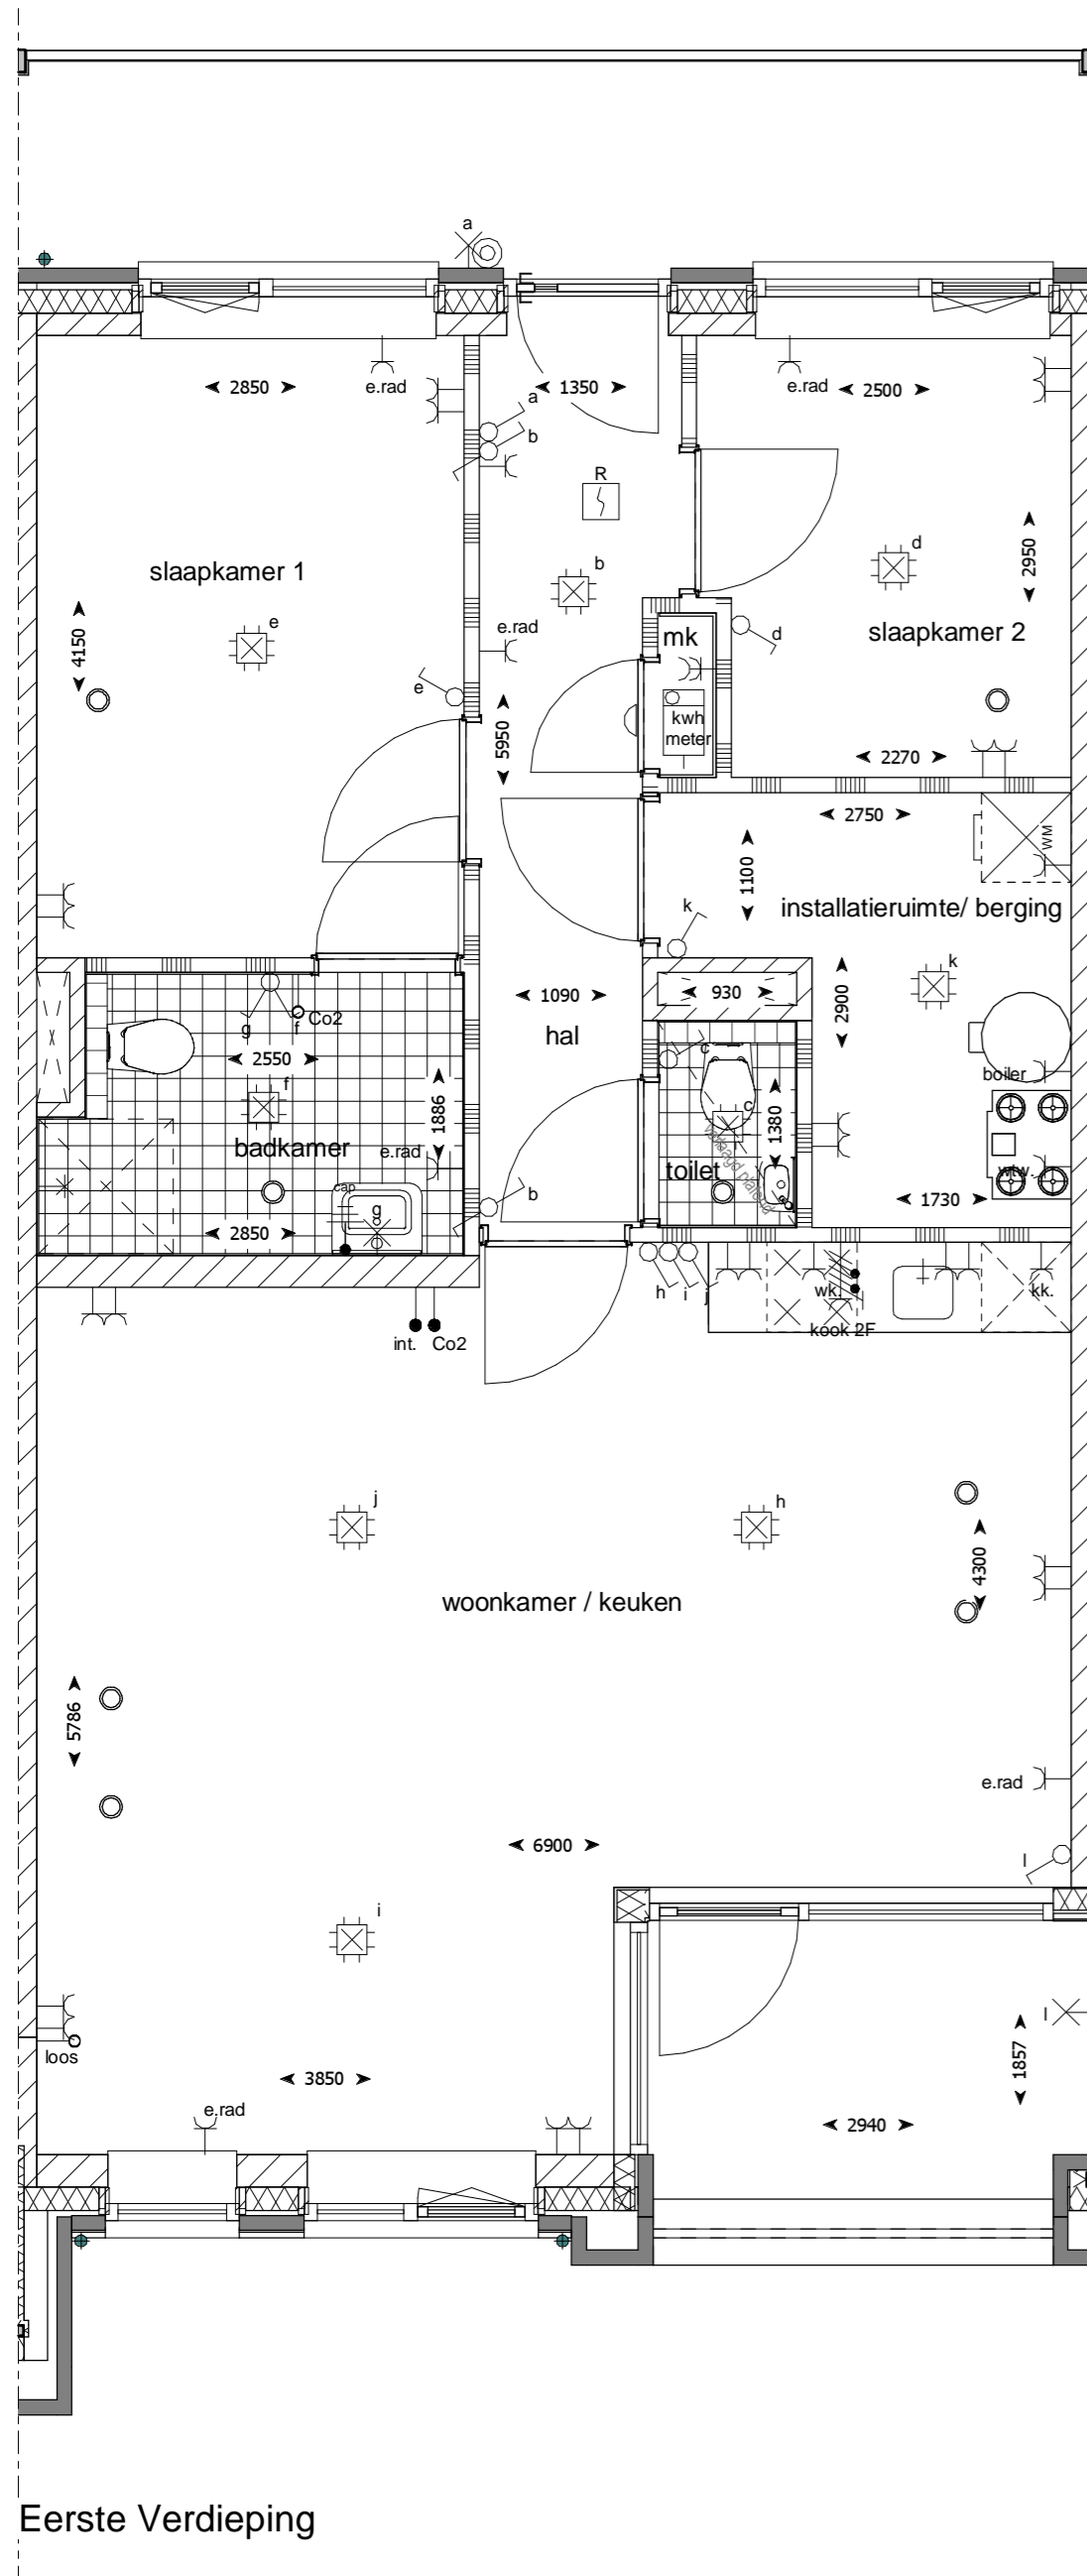 a
e.rad
2850
1350
e.rad
2500
a
b
R
b
d
2950
slaapkamer 1
e
4150
e.rad
mk
d
slaapkamer 2
e
5950
kwh
meter
2270
2750
WM
1100
k
installatieruimte/ berging
k
930
2900
1090
hal
g
f
Co2
2550
f
1886
badkamer
e.rad
cap
g
2850
b
c
c
1380
toilet
boiler
wtw.
1730
h
i
j
wk.
kook 2F
kk.
int.
Co2
j
h
4300
woonkamer / keuken
5786
e.rad
6900
l
i
l
1857
loos
3850
e.rad
2940
Eerste Verdieping